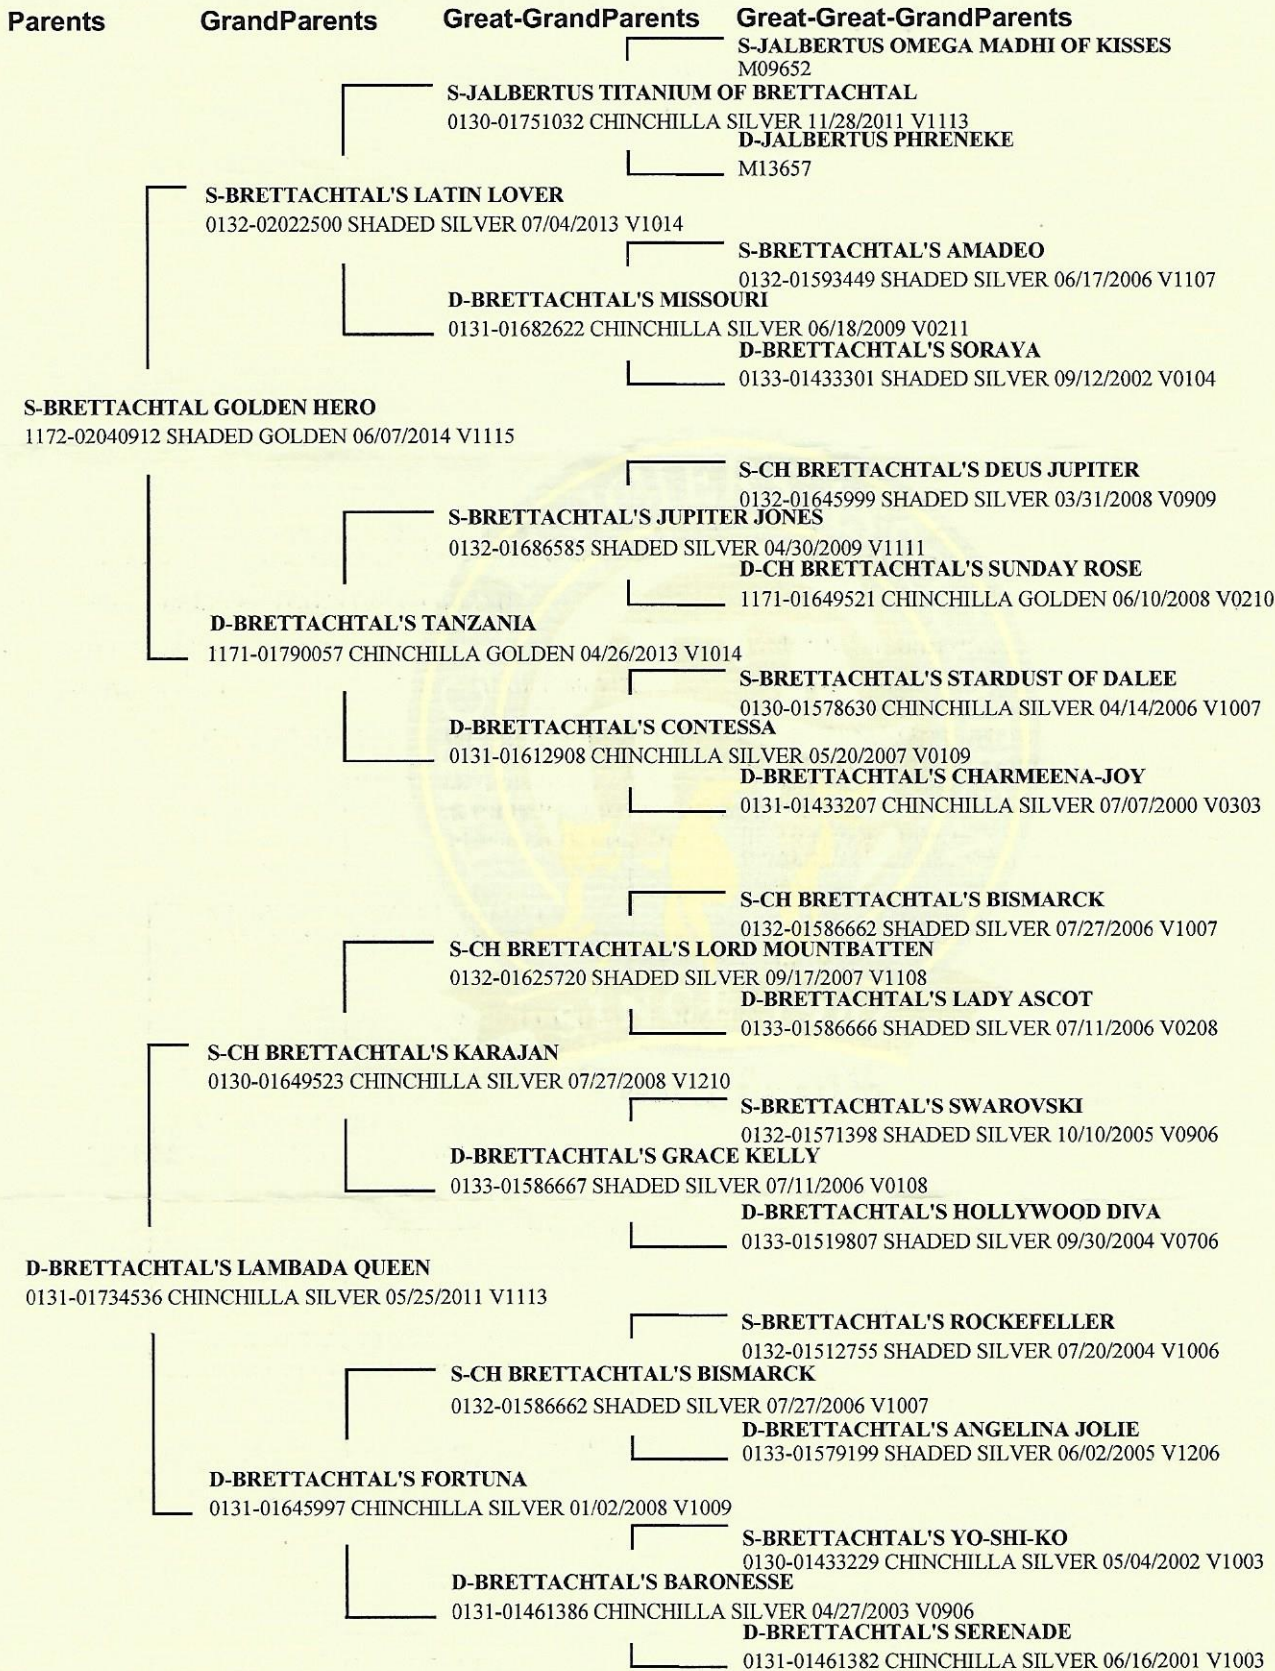 Parents GrandParents Great-GrandParents Great-Great-GrandParents
S-JALBERTUS OMEGA MADHI OF KISSES
M09652
S-JALBERTUS TITANIUM OF BRETTACHTAL
0130-01751032 CHINCHILLA SILVER 11/28/2011 V1113
D-JALBERTUS PHRENEKE
M13657
S-BRETTACHTAL'S LATIN LOVER
0132-02022500 SHADED SILVER 07/04/2013 V1014
S-BRETTACHTAL'S AMADEO
0132-01593449 SHADED SILVER 06/17/2006 V1107
D-BRETTACHTAL'S MISSOURI
0131-01682622 CHINCHILLA SILVER 06/18/2009 V0211
D-BRETTACHTAL'S SORAYA
0133-01433301 SHADED SILVER 09/12/2002 V0104
S-BRETTACHTAL GOLDEN HERO
1172-02040912 SHADED GOLDEN 06/07/2014 V1115
S-CH BRETTACHTAL'S DEUS JUPITER
0132-01645999 SHADED SILVER 03/31/2008 V0909
S-BRETTACHTAL'S JUPITER JONES
0132-01686585 SHADED SILVER 04/30/2009 V1111
D-CH BRETTACHTAL'S SUNDAY ROSE
1171-01649521 CHINCHILLA GOLDEN 06/10/2008 V0210
D-BRETTACHTAL'S TANZANIA
1171-01790057 CHINCHILLA GOLDEN 04/26/2013 V1014
S-BRETTACHTAL'S STARDUST OF DALEE
0130-01578630 CHINCHILLA SILVER 04/14/2006 V1007
D-BRETTACHTAL'S CONTESSA
0131-01612908 CHINCHILLA SILVER 05/20/2007 V0109
D-BRETTACHTAL'S CHARMEENA-JOY
0131-01433207 CHINCHILLA SILVER 07/07/2000 V0303
S-CH BRETTACHTAL'S BISMARCK
0132-01586662 SHADED SILVER 07/27/2006 V1007
S-CH BRETTACHTAL'S LORD MOUNTBATTEN
0132-01625720 SHADED SILVER 09/17/2007 V1108
D-BRETTACHTAL'S LADY ASCOT
0133-01586666 SHADED SILVER 07/11/2006 V0208
S-CH BRETTACHTAL'S KARAJAN
0130-01649523 CHINCHILLA SILVER 07/27/2008 V1210
S-BRETTACHTAL'S SWAROVSKI
0132-01571398 SHADED SILVER 10/10/2005 V0906
D-BRETTACHTAL'S GRACE KELLY
0133-01586667 SHADED SILVER 07/11/2006 V0108
D-BRETTACHTAL'S HOLLYWOOD DIVA
0133-01519807 SHADED SILVER 09/30/2004 V0706
D-BRETTACHTAL'S LAMBADA QUEEN
0131-01734536 CHINCHILLA SILVER 05/25/2011 V1113
S-BRETTACHTAL'S ROCKEFELLER
0132-01512755 SHADED SILVER 07/20/2004 V1006
S-CH BRETTACHTAL'S BISMARCK
0132-01586662 SHADED SILVER 07/27/2006 V1007
D-BRETTACHTAL'S ANGELINA JOLIE
0133-01579199 SHADED SILVER 06/02/2005 V1206
D-BRETTACHTAL'S FORTUNA
0131-01645997 CHINCHILLA SILVER 01/02/2008 V1009
S-BRETTACHTAL'S YO-SHI-KO
0130-01433229 CHINCHILLA SILVER 05/04/2002 V1003
D-BRETTACHTAL'S BARONESSE
0131-01461386 CHINCHILLA SILVER 04/27/2003 V0906
D-BRETTACHTAL'S SERENADE
0131-01461382 CHINCHILLA SILVER 06/16/2001 V1003